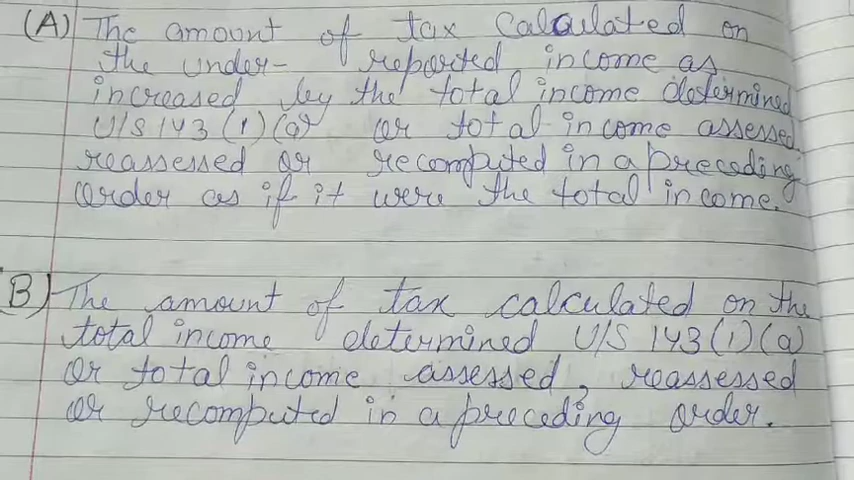 (A) The amount of tax calculated on
the under- reported income as
increased by the total income determined
U/S 143 (1) (a) or total income assessed,
reassessed or recomputed in a preceding
order as if it were the total income.
(B) The amount of tax calculated on the
total income determined U/S 143 (1) (a)
or total income assessed, reassessed
or recomputed in a preceding order.